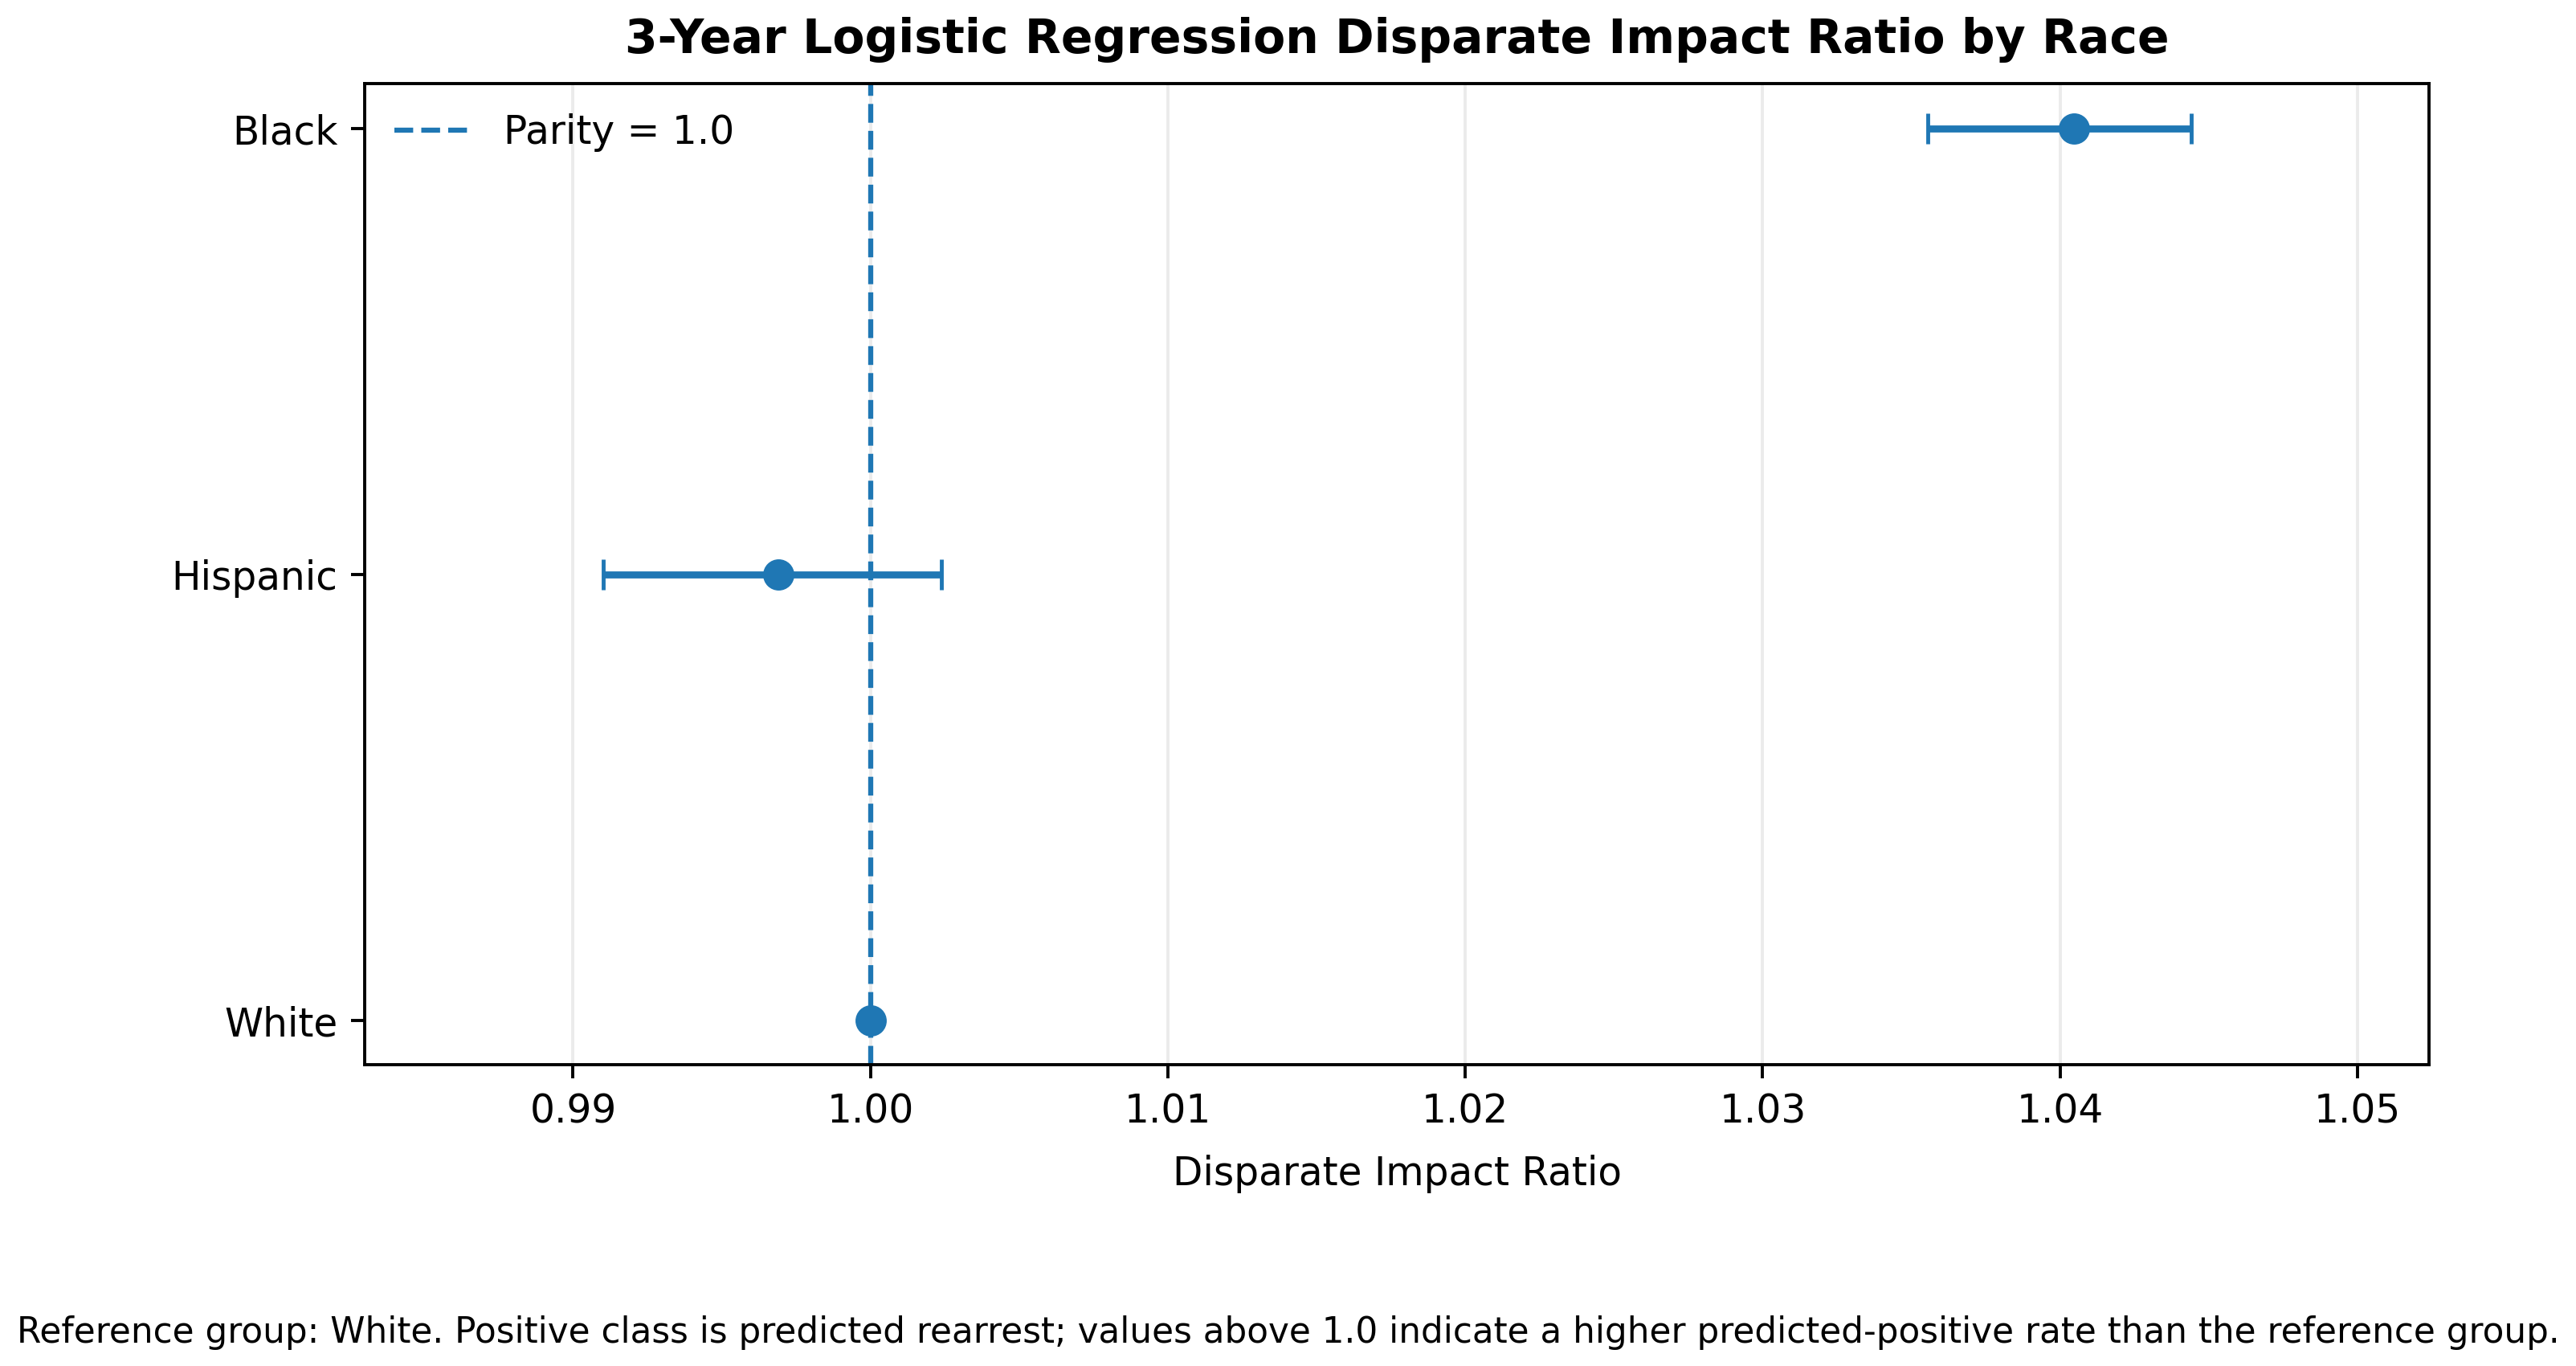 3-Year Logistic Regression Disparate Impact Ratio by Race
Black
Parity = 1.0
Hispanic
White
0.99 1.00 1.01 1.02 1.03 1.04 1.05
Disparate Impact Ratio
Reference group: White. Positive class is predicted rearrest; values above 1.0 indicate a higher predicted-positive rate than the reference group.